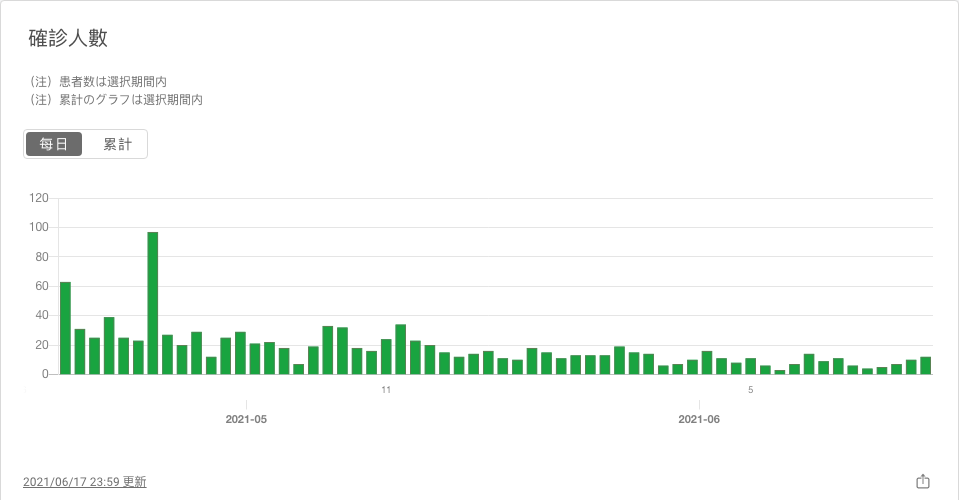 確診人數
（注）患者数は選択期間内
（注）累計のグラフは選択期間内
每日 累計
120
100
80
60
40
20
0
11 5
2021-05 2021-06
2021/06/17 23:59 更新